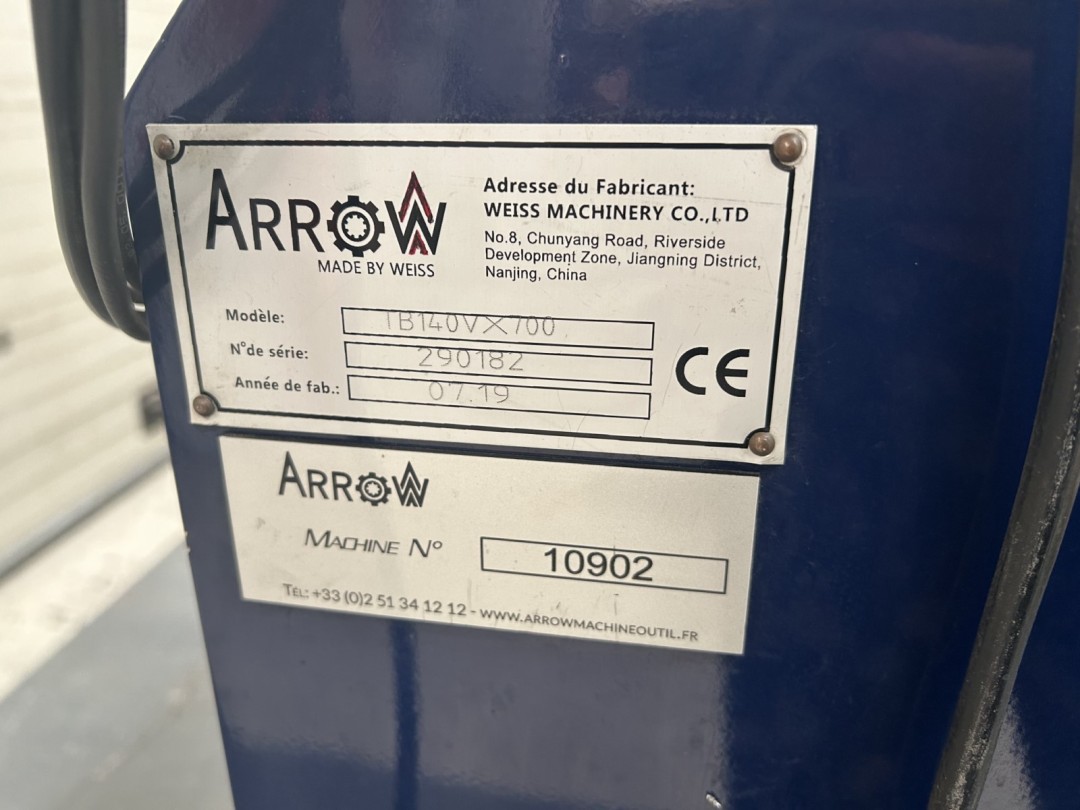 ARROW
MADE BY WEISS
Adresse du Fabricant:
WEISS MACHINERY CO.,LTD
No.8, Chunyang Road, Riverside
Development Zone, Jiangning District,
Nanjing, China
Modèle: TB140VX700
N°de série: 290182
Année de fab.: 07.19
CE
ARROW
MACHINE N° 10902
TEL: +33 (0)2 51 34 12 12 - WWW.ARROWMACHINEOUTIL.FR